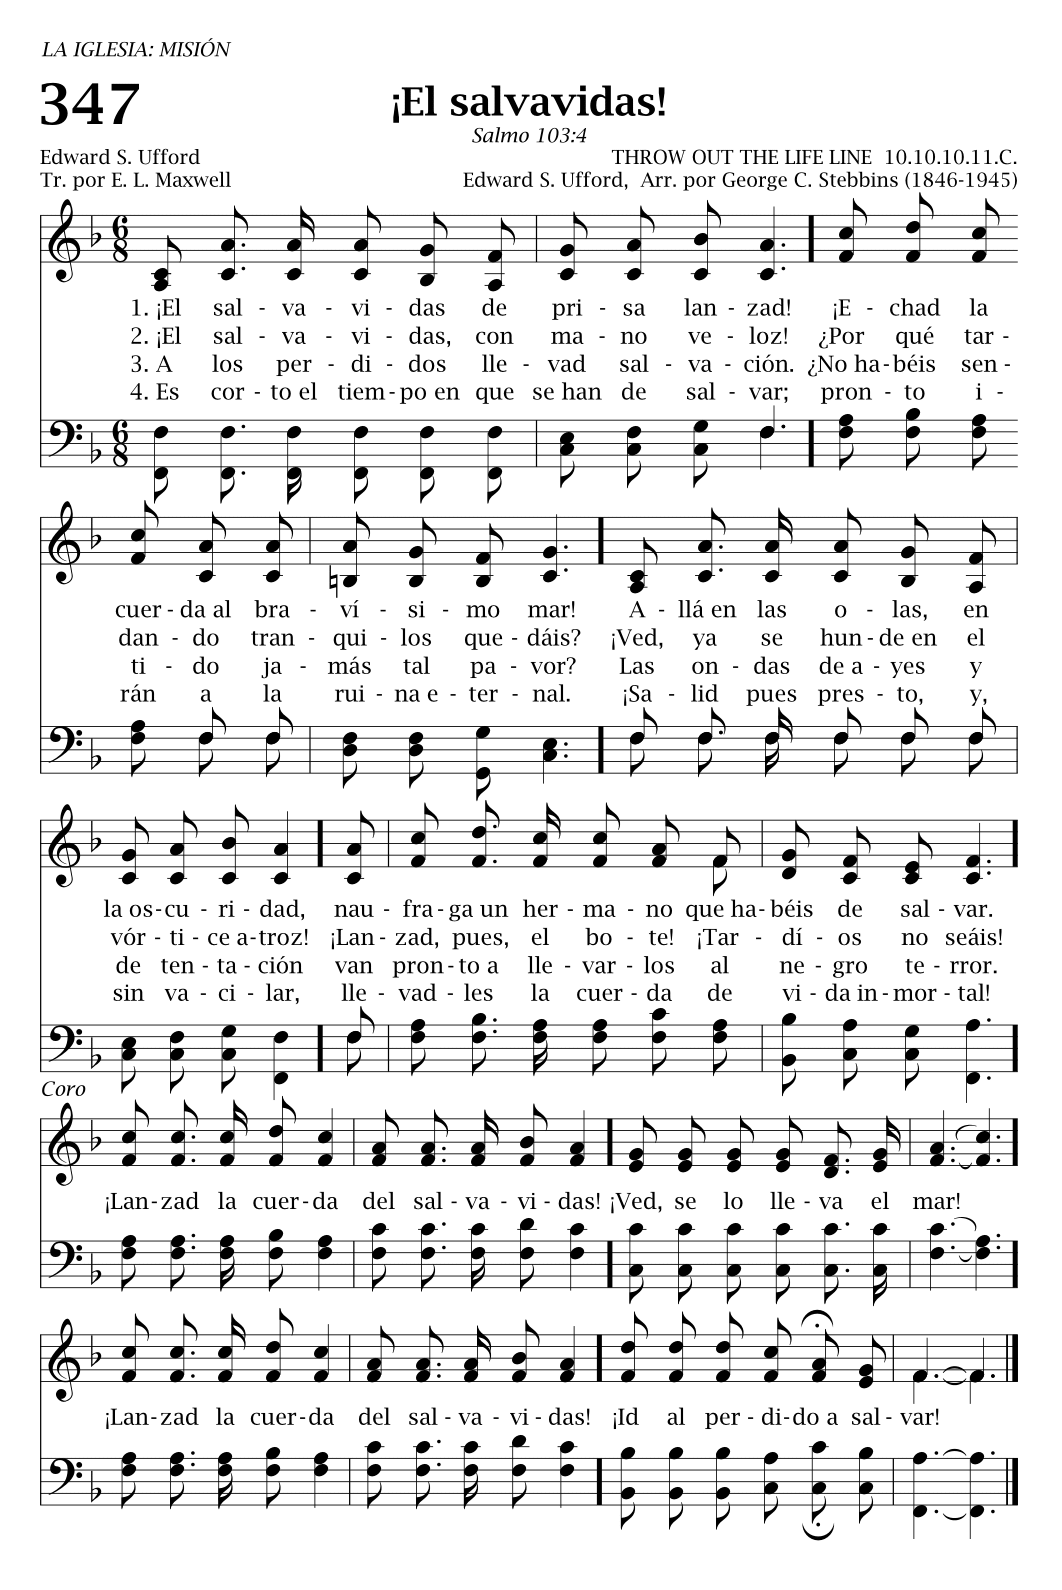 LA IGLESIA: MISIÓN
347
¡El salvavidas!
Salmo 103:4
Edward S. Ufford
THROW OUT THE LIFE LINE 10.10.10.11.C.
Tr. por E. L. Maxwell
Edward S. Ufford, Arr. por George C. Stebbins (1846-1945)
1. ¡El sal - va - vi - das de pri - sa lan - zad! ¡E - chad la
2. ¡El sal - va - vi - das, con ma - no ve - loz! ¿Por qué tar -
3. A los per - di - dos lle - vad sal - va - ción. ¿No ha - béis sen -
4. Es cor - to el tiem - po en que se han de sal - var; pron - to i -
cuer - da al bra - ví - si - mo mar! A - llá en las o - las, en
dan - do tran - qui - los que - dáis? ¡Ved, ya se hun - de en el
ti - do ja - más tal pa - vor? Las on - das de a - yes y
rán a la rui - na e - ter - nal. ¡Sa - lid pues pres - to, y,
la os - cu - ri - dad, nau - fra - ga un her - ma - no que ha - béis de sal - var.
vór - ti - ce a - troz! ¡Lan - zad, pues, el bo - te! ¡Tar - dí - os no seáis!
de ten - ta - ción van pron - to a lle - var - los al ne - gro te - rror.
sin va - ci - lar, lle - vad - les la cuer - da de vi - da in - mor - tal!
Coro
¡Lan - zad la cuer - da del sal - va - vi - das! ¡Ved, se lo lle - va el mar!
¡Lan - zad la cuer - da del sal - va - vi - das! ¡Id al per - di - do a sal - var!